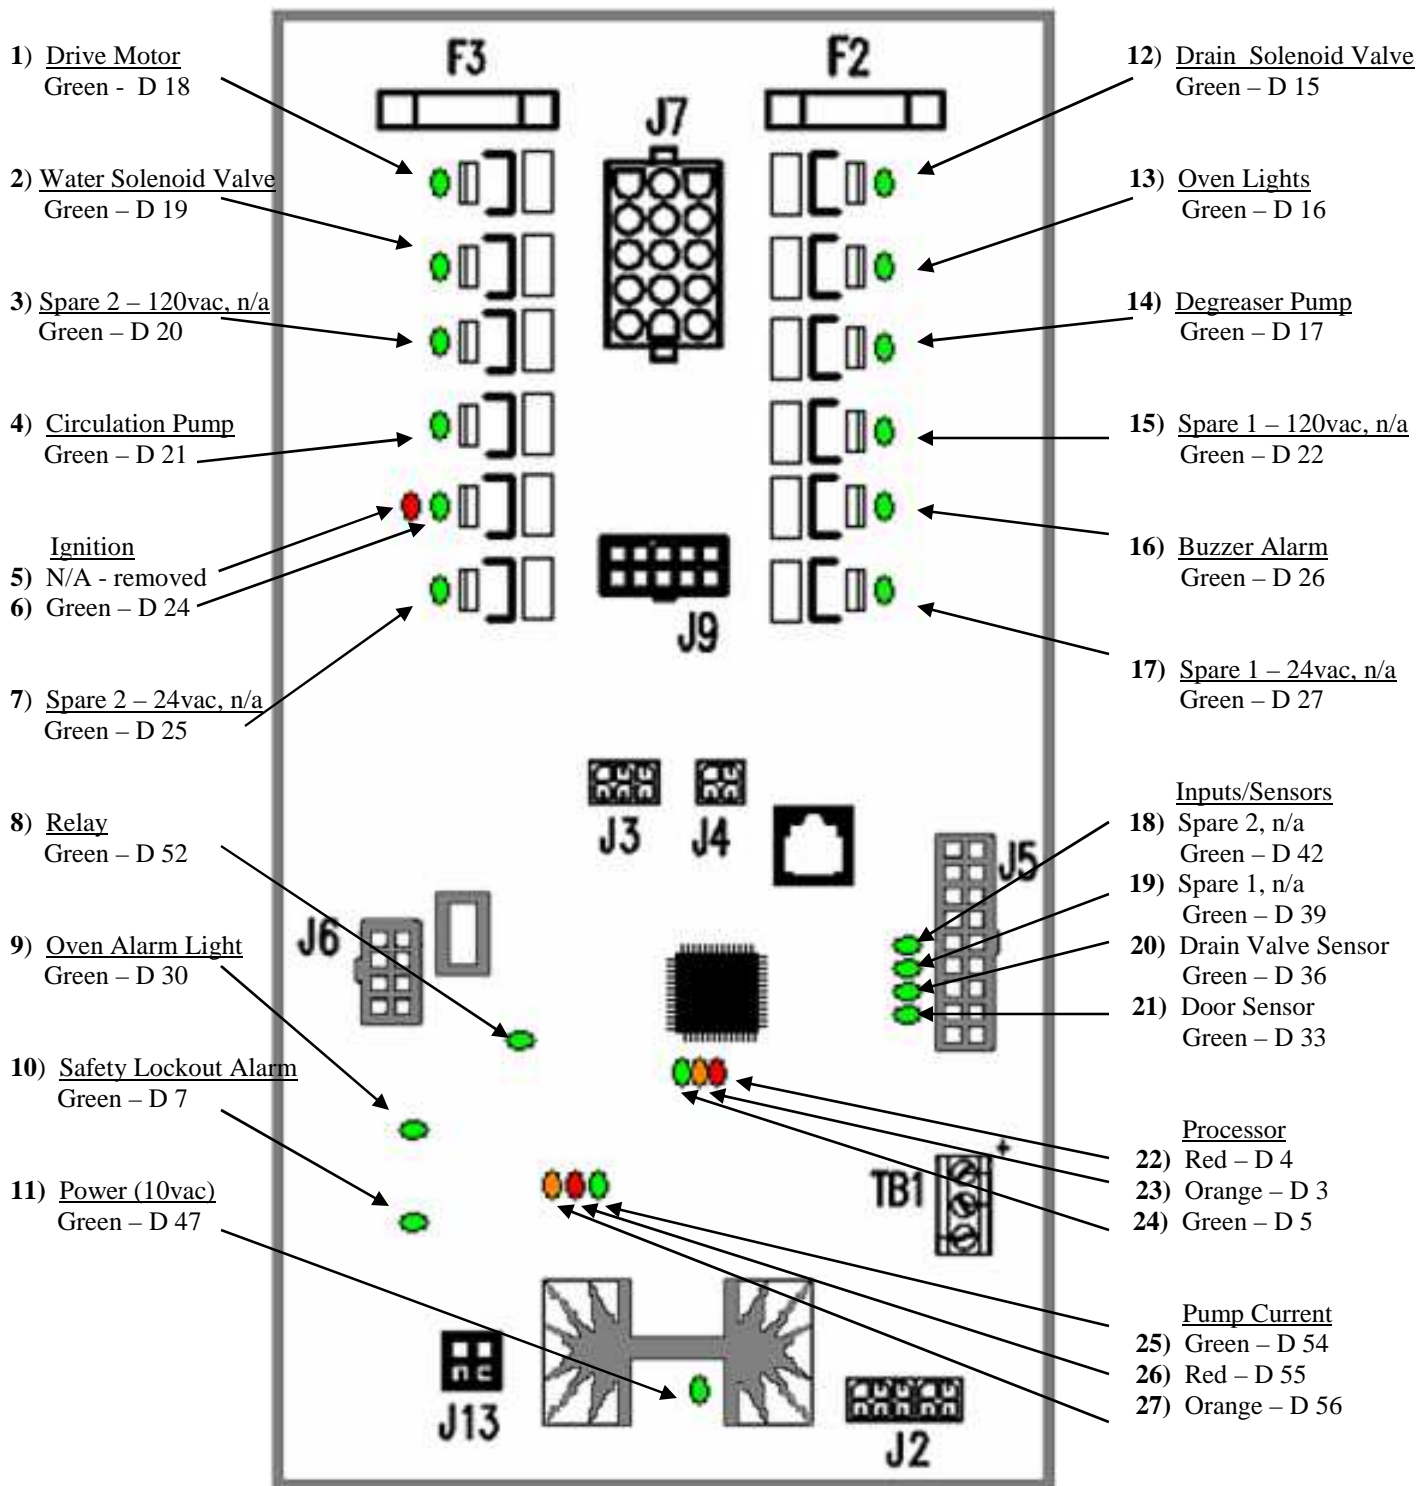 1) Drive Motor
Green - D 18
2) Water Solenoid Valve
Green – D 19
3) Spare 2 – 120vac, n/a
Green – D 20
4) Circulation Pump
Green – D 21
Ignition
5) N/A - removed
6) Green – D 24
7) Spare 2 – 24vac, n/a
Green – D 25
8) Relay
Green – D 52
9) Oven Alarm Light
Green – D 30
10) Safety Lockout Alarm
Green – D 7
11) Power (10vac)
Green – D 47
F3
F2
J7
J9
J3
J4
J5
J6
TB1
+
J13
J2
12) Drain Solenoid Valve
Green – D 15
13) Oven Lights
Green – D 16
14) Degreaser Pump
Green – D 17
15) Spare 1 – 120vac, n/a
Green – D 22
16) Buzzer Alarm
Green – D 26
17) Spare 1 – 24vac, n/a
Green – D 27
Inputs/Sensors
18) Spare 2, n/a
Green – D 42
19) Spare 1, n/a
Green – D 39
20) Drain Valve Sensor
Green – D 36
21) Door Sensor
Green – D 33
Processor
22) Red – D 4
23) Orange – D 3
24) Green – D 5
Pump Current
25) Green – D 54
26) Red – D 55
27) Orange – D 56